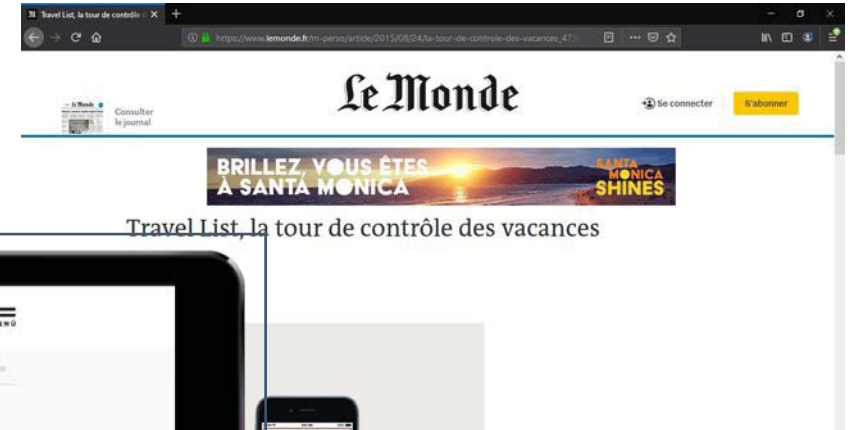 Travel List, la tour de contrôle d
https://www.lemonde.fr/m-perso/article/2015/08/24/la-tour-de-controle-des-vacances_47
Consulter
le journal
Le Monde
Se connecter
S'abonner
BRILLEZ, VOUS ÊTES
À SANTA MONICA
SANTA
MONICA
SHINES
Travel List, la tour de contrôle des vacances